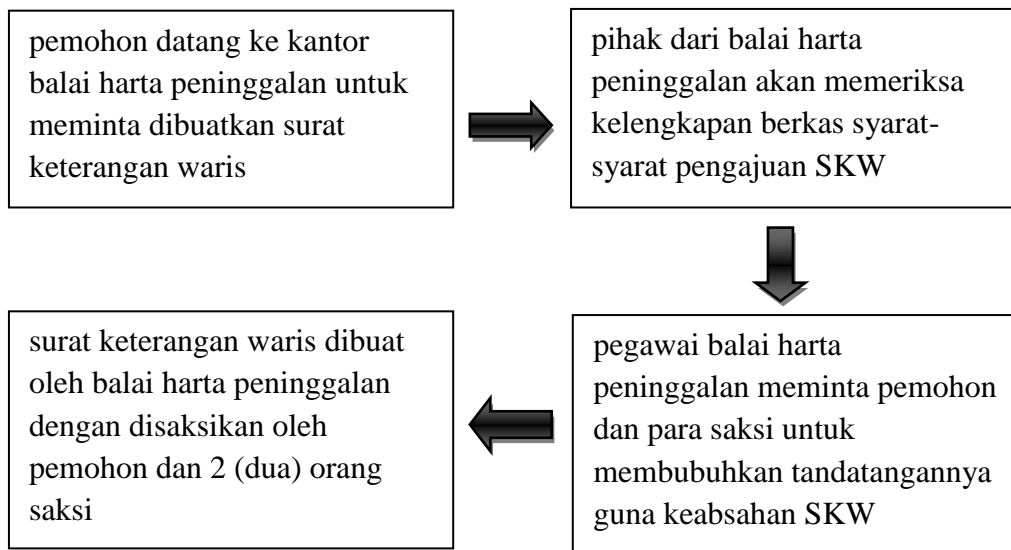 pemohon datang ke kantor
balai harta peninggalan untuk
meminta dibuatkan surat
keterangan waris
pihak dari balai harta
peninggalan akan memeriksa
kelengkapan berkas syarat-
syarat pengajuan SKW
pegawai balai harta
peninggalan meminta pemohon
dan para saksi untuk
membubuhkan tandatangannya
guna keabsahan SKW
surat keterangan waris dibuat
oleh balai harta peninggalan
dengan disaksikan oleh
pemohon dan 2 (dua) orang
saksi